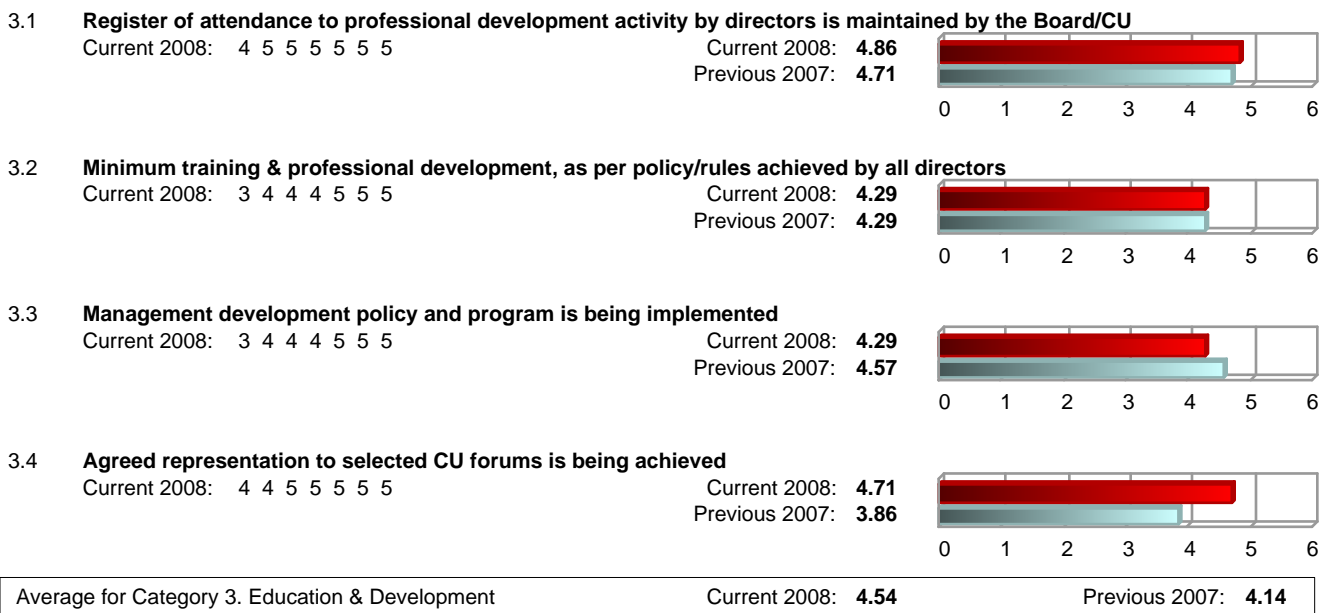 3.1 Register of attendance to professional development activity by directors is maintained by the Board/CU
Current 2008: 4 5 5 5 5 5 5 Current 2008: 4.86
Previous 2007: 4.71
0 1 2 3 4 5 6
3.2 Minimum training & professional development, as per policy/rules achieved by all directors
Current 2008: 3 4 4 4 5 5 5 Current 2008: 4.29
Previous 2007: 4.29
0 1 2 3 4 5 6
3.3 Management development policy and program is being implemented
Current 2008: 3 4 4 4 5 5 5 Current 2008: 4.29
Previous 2007: 4.57
0 1 2 3 4 5 6
3.4 Agreed representation to selected CU forums is being achieved
Current 2008: 4 4 5 5 5 5 5 Current 2008: 4.71
Previous 2007: 3.86
0 1 2 3 4 5 6
Average for Category 3. Education & Development Current 2008: 4.54 Previous 2007: 4.14